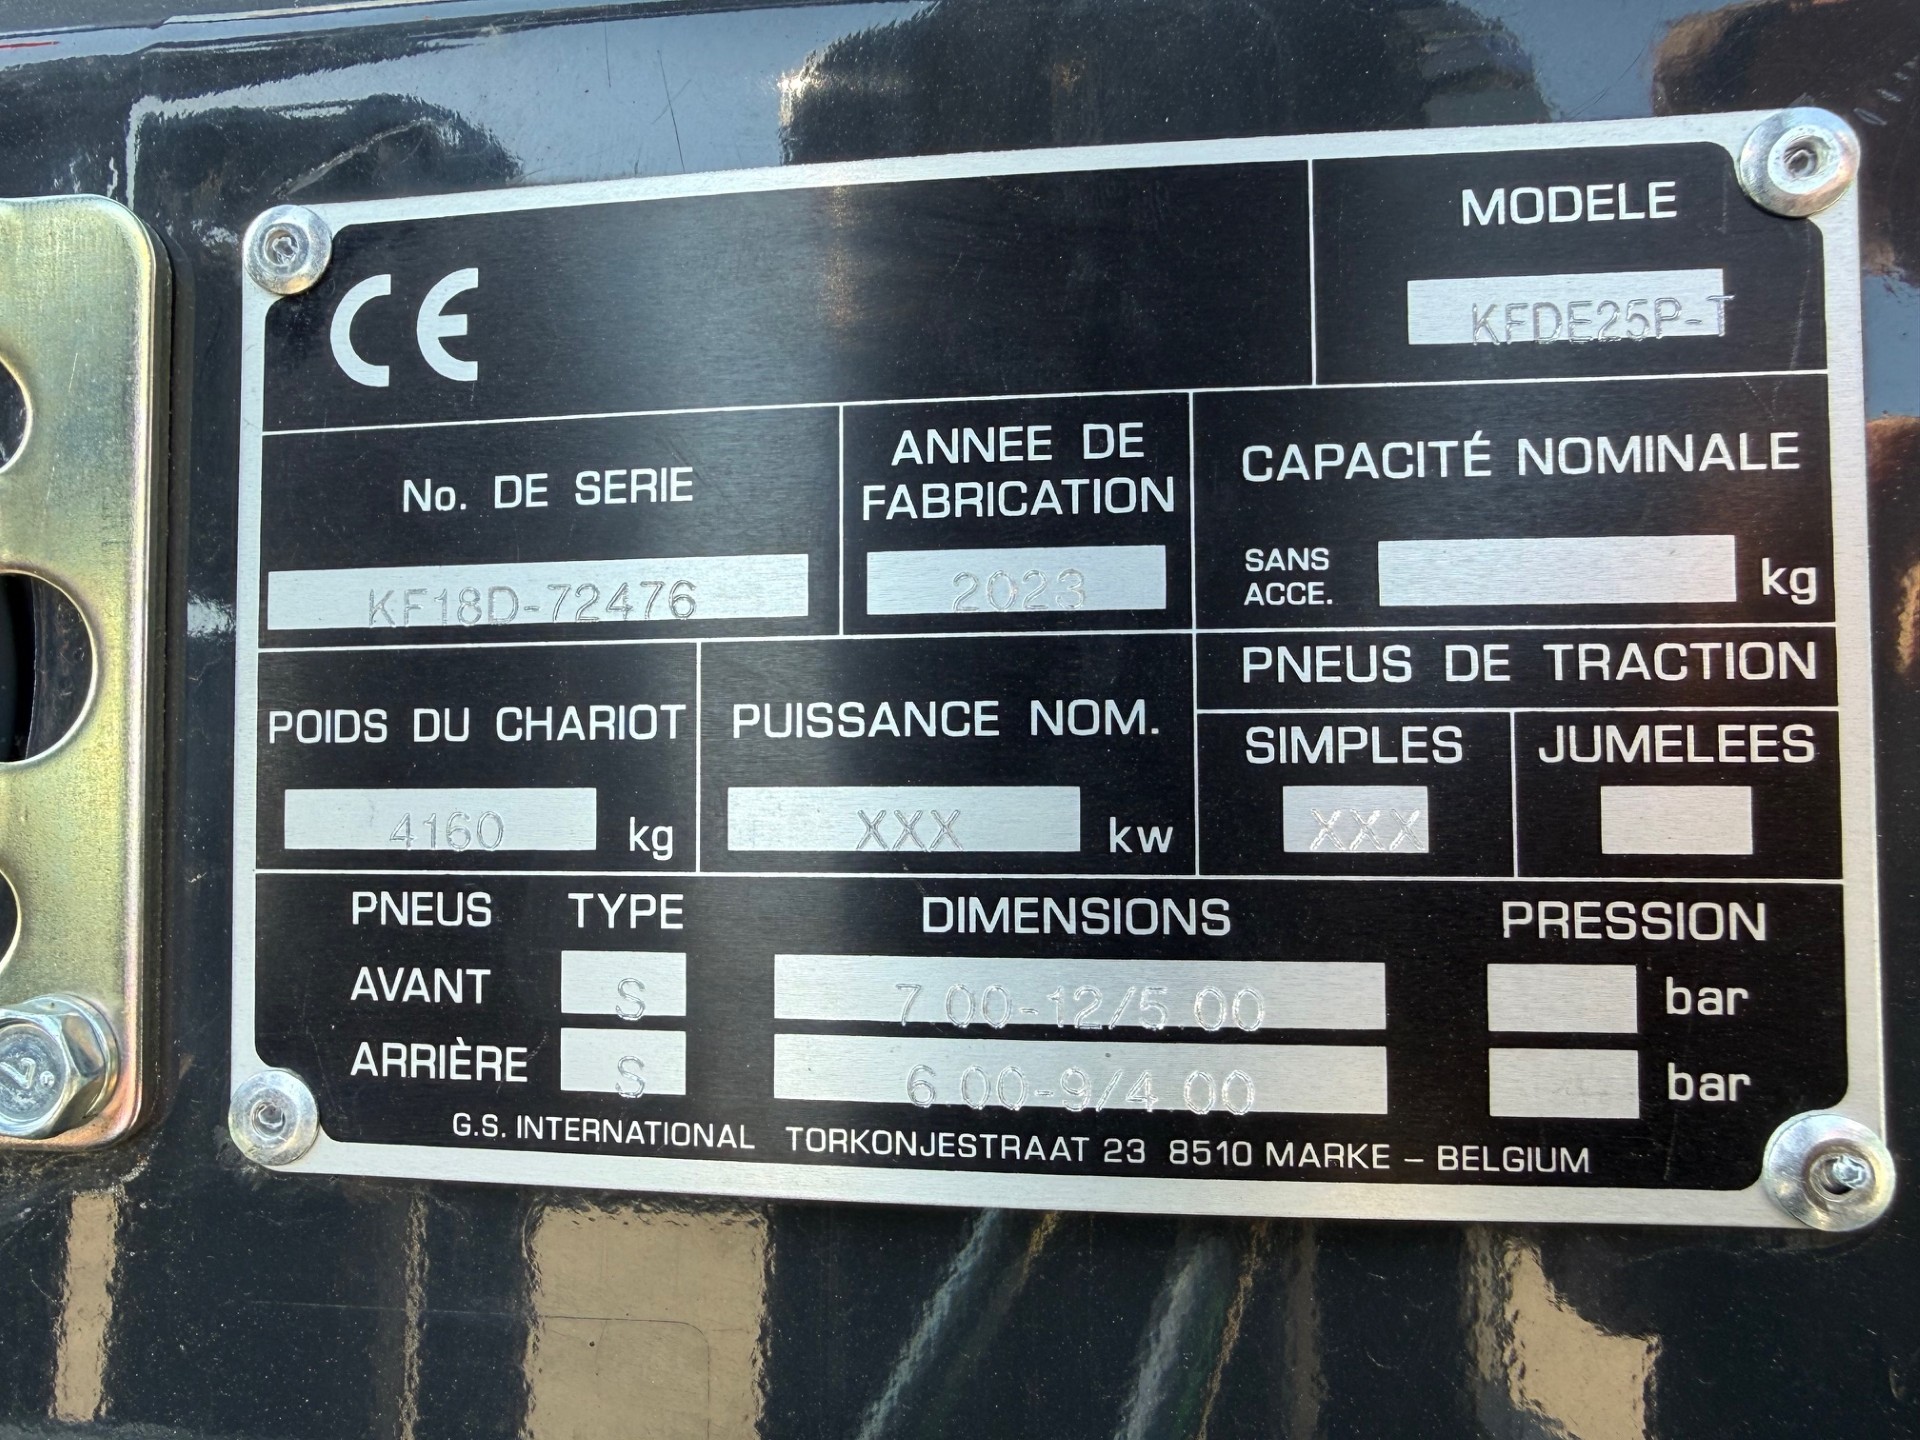 CE
MODELE
KFDE25P-T
No. DE SERIE
KF18D-72476
ANNEE DE
FABRICATION
2023
CAPACITÉ NOMINALE
SANS
ACCE.
kg
POIDS DU CHARIOT
4160 kg
PUISSANCE NOM.
XXX kw
PNEUS DE TRACTION
SIMPLES JUMELEES
XXX
PNEUS TYPE DIMENSIONS PRESSION
AVANT S 7.00-12/5.00 bar
ARRIÈRE S 6.00-9/4.00 bar
G.S. INTERNATIONAL TORKONJESTRAAT 23 8510 MARKE – BELGIUM